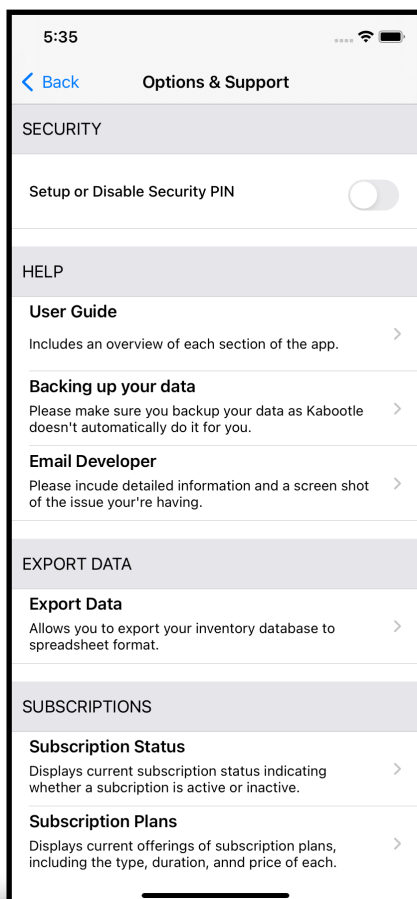 5:35
Back
Options & Support
SECURITY
Setup or Disable Security PIN
HELP
User Guide
Includes an overview of each section of the app.
Backing up your data
Please make sure you backup your data as Kabootle
doesn't automatically do it for you.
Email Developer
Please incude detailed information and a screen shot
of the issue your're having.
EXPORT DATA
Export Data
Allows you to export your inventory database to
spreadsheet format.
SUBSCRIPTIONS
Subscription Status
Displays current subscription status indicating
whether a subcription is active or inactive.
Subscription Plans
Displays current offerings of subscription plans,
including the type, duration, annd price of each.